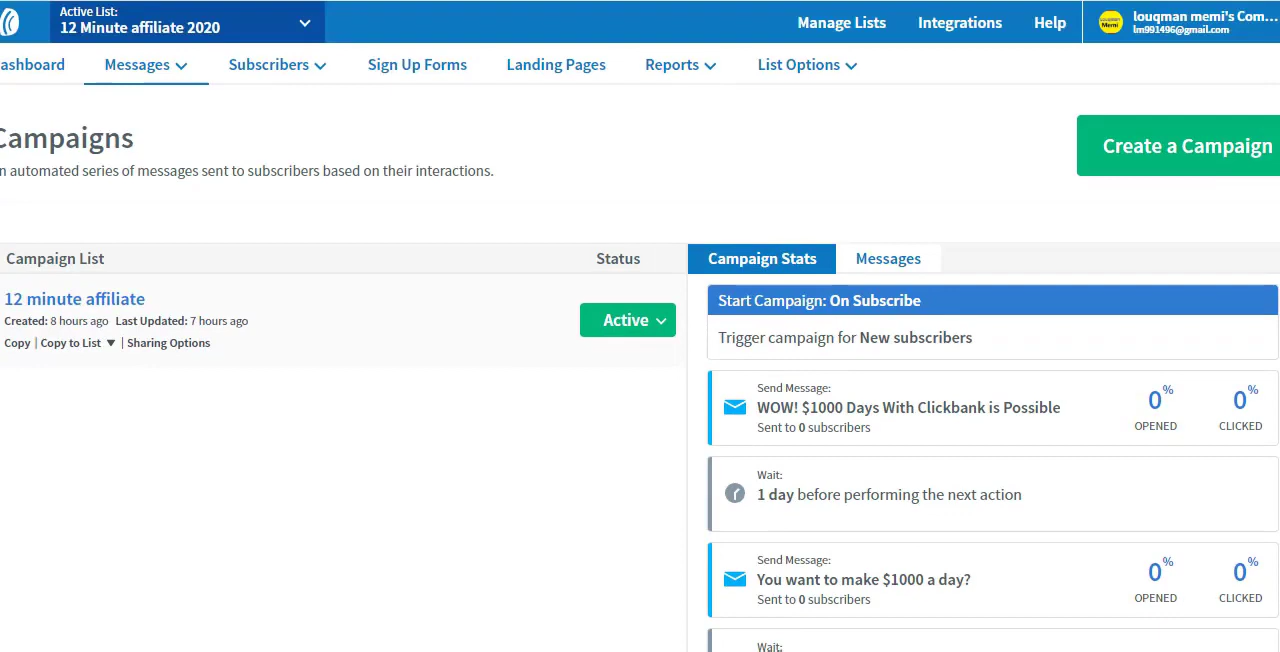 Active List:
12 Minute affiliate 2020
Manage Lists Integrations Help
louqman memi's Com...
lm991496@gmail.com
ashboard Messages Subscribers Sign Up Forms Landing Pages Reports List Options
Campaigns
n automated series of messages sent to subscribers based on their interactions.
Create a Campaign
Campaign List Status
Campaign Stats Messages
12 minute affiliate
Created: 8 hours ago Last Updated: 7 hours ago
Copy | Copy to List ▼ | Sharing Options
Active
Start Campaign: On Subscribe
Trigger campaign for New subscribers
Send Message:
WOW! $1000 Days With Clickbank is Possible
Sent to 0 subscribers
0% OPENED
0% CLICKED
Wait:
1 day before performing the next action
Send Message:
You want to make $1000 a day?
Sent to 0 subscribers
0% OPENED
0% CLICKED
Wait: